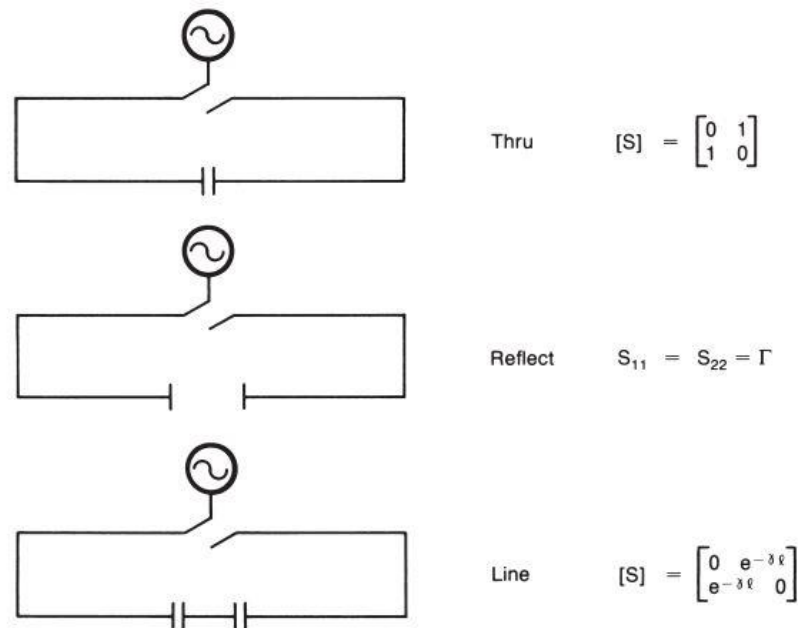 Thru [S] = [0 1
1 0]
Reflect S₁₁ = S₂₂ = Γ
Line [S] = [0 e^{-γℓ}
e^{-γℓ} 0]